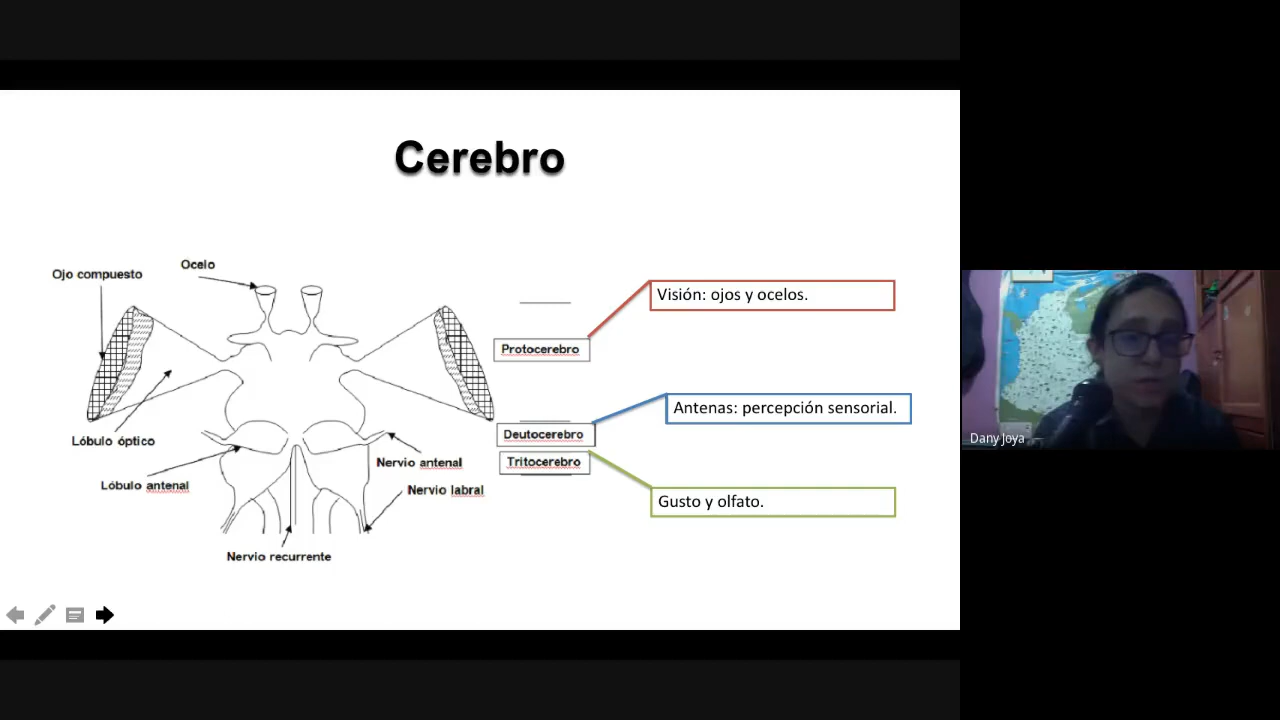 Cerebro
Ojo compuesto
Ocelo
Visión: ojos y ocelos.
Protocerebro
Antenas: percepción sensorial.
Lóbulo óptico
Deutocerebro
Nervio antenal
Tritocerebro
Lóbulo antenal
Nervio labral
Gusto y olfato.
Nervio recurrente
Dany Joya